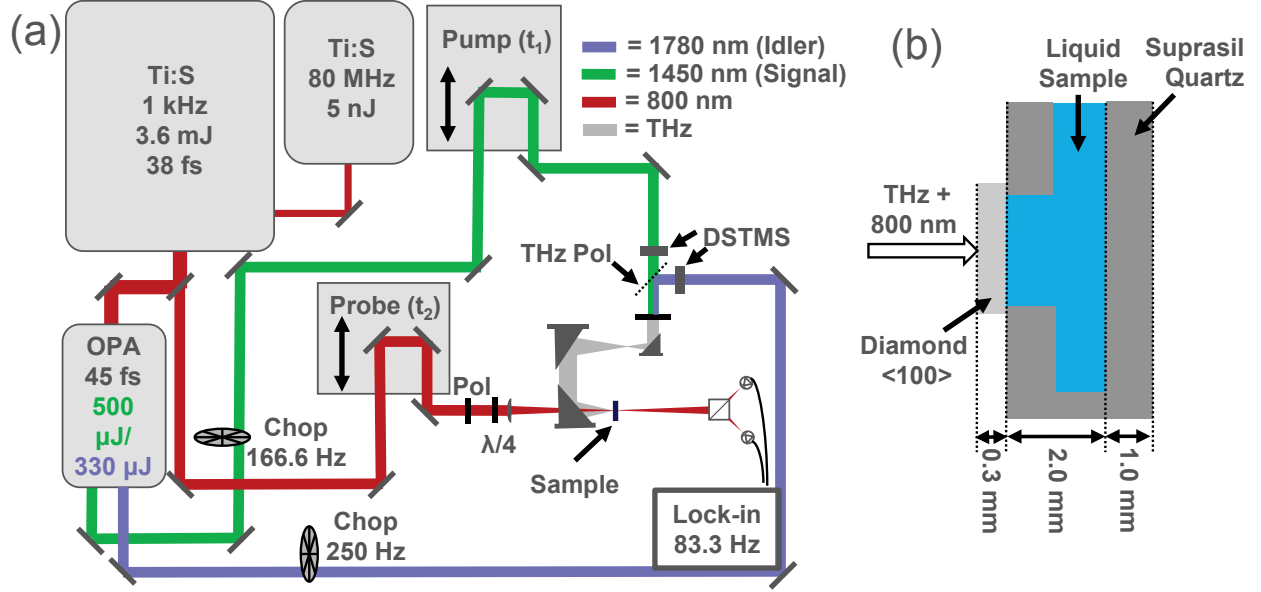 (a)
Ti:S
1 kHz
3.6 mJ
38 fs
Ti:S
80 MHz
5 nJ
Pump (t₁)
= 1780 nm (Idler)
= 1450 nm (Signal)
= 800 nm
= THz
DSTMS
THz Pol
Probe (t₂)
OPA
45 fs
500
µJ/
330 µJ
Chop
166.6 Hz
Pol
λ/4
Sample
Chop
250 Hz
Lock-in
83.3 Hz
(b)
Liquid
Sample
Suprasil
Quartz
THz +
800 nm
Diamond
<100>
0.3 mm
2.0 mm
1.0 mm